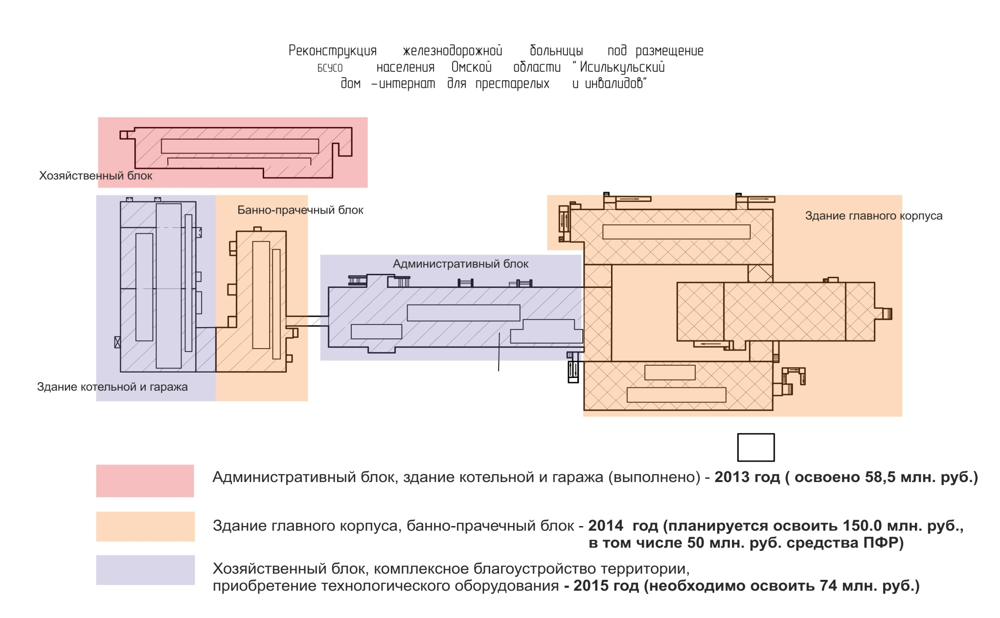 Реконструкция железнодорожной больницы под размещение
БСУСО населения Омской области "Исилькульский
дом -интернат для престарелых и инвалидов"
Хозяйственный блок
Банно-прачечный блок
Здание главного корпуса
Административный блок
Здание котельной и гаража
Административный блок, здание котельной и гаража (выполнено) - 2013 год ( освоено 58,5 млн. руб.)
Здание главного корпуса, банно-прачечный блок - 2014 год (планируется освоить 150.0 млн. руб.,
в том числе 50 млн. руб. средства ПФР)
Хозяйственный блок, комплексное благоустройство территории,
приобретение технологического оборудования - 2015 год (необходимо освоить 74 млн. руб.)